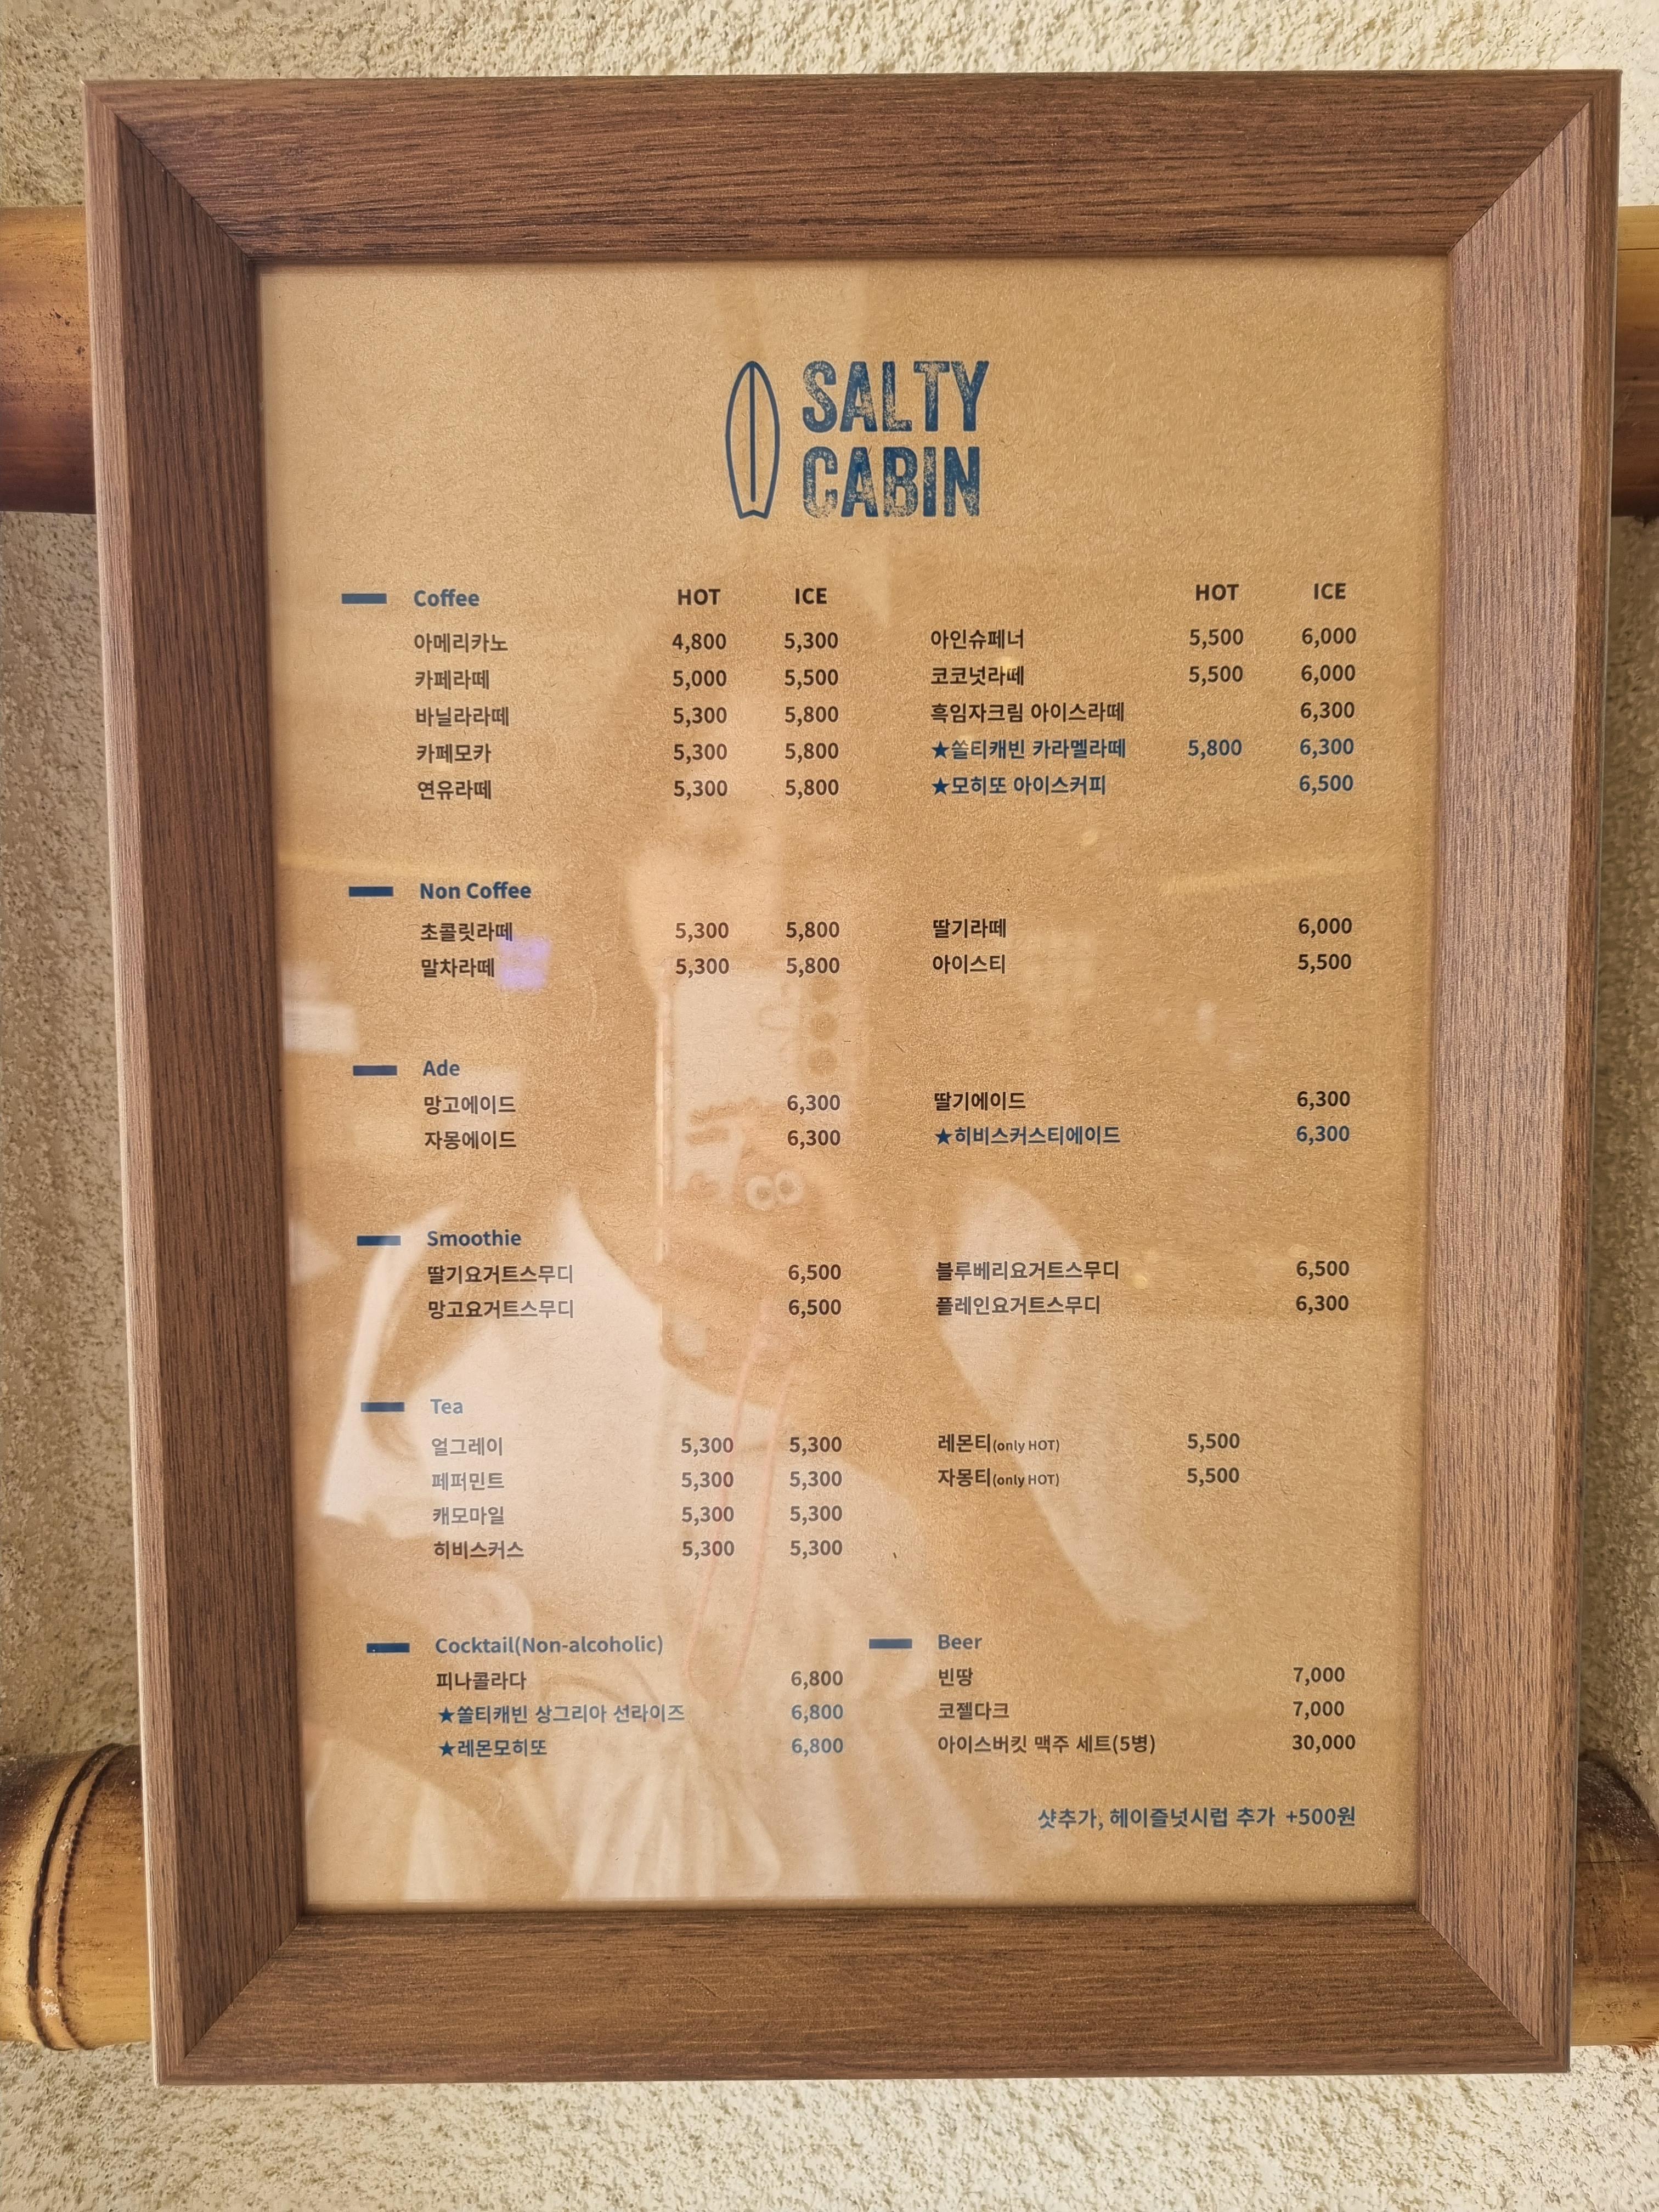 SALTY
CABIN
Coffee HOT ICE
아메리카노 4,800 5,300
카페라떼 5,000 5,500
바닐라라떼 5,300 5,800
카페모카 5,300 5,800
연유라떼 5,300 5,800
HOT ICE
아인슈페너 5,500 6,000
코코넛라떼 5,500 6,000
흑임자크림 아이스라떼 6,300
★쏠티캐빈 카라멜라떼 5,800 6,300
★모히또 아이스커피 6,500
Non Coffee
초콜릿라떼 5,300 5,800
말차라떼 5,300 5,800
딸기라떼 6,000
아이스티 5,500
Ade
망고에이드 6,300
자몽에이드 6,300
딸기에이드 6,300
★히비스커스티에이드 6,300
Smoothie
딸기요거트스무디 6,500
망고요거트스무디 6,500
블루베리요거트스무디 6,500
플레인요거트스무디 6,300
Tea
얼그레이 5,300 5,300
페퍼민트 5,300 5,300
캐모마일 5,300 5,300
히비스커스 5,300 5,300
레몬티(only HOT) 5,500
자몽티(only HOT) 5,500
Cocktail(Non-alcoholic)
피나콜라다 6,800
★쏠티캐빈 상그리아 선라이즈 6,800
★레몬모히또 6,800
Beer
빈땅 7,000
코젤다크 7,000
아이스버킷 맥주 세트(5병) 30,000
샷추가, 헤이즐넛시럽 추가 +500원